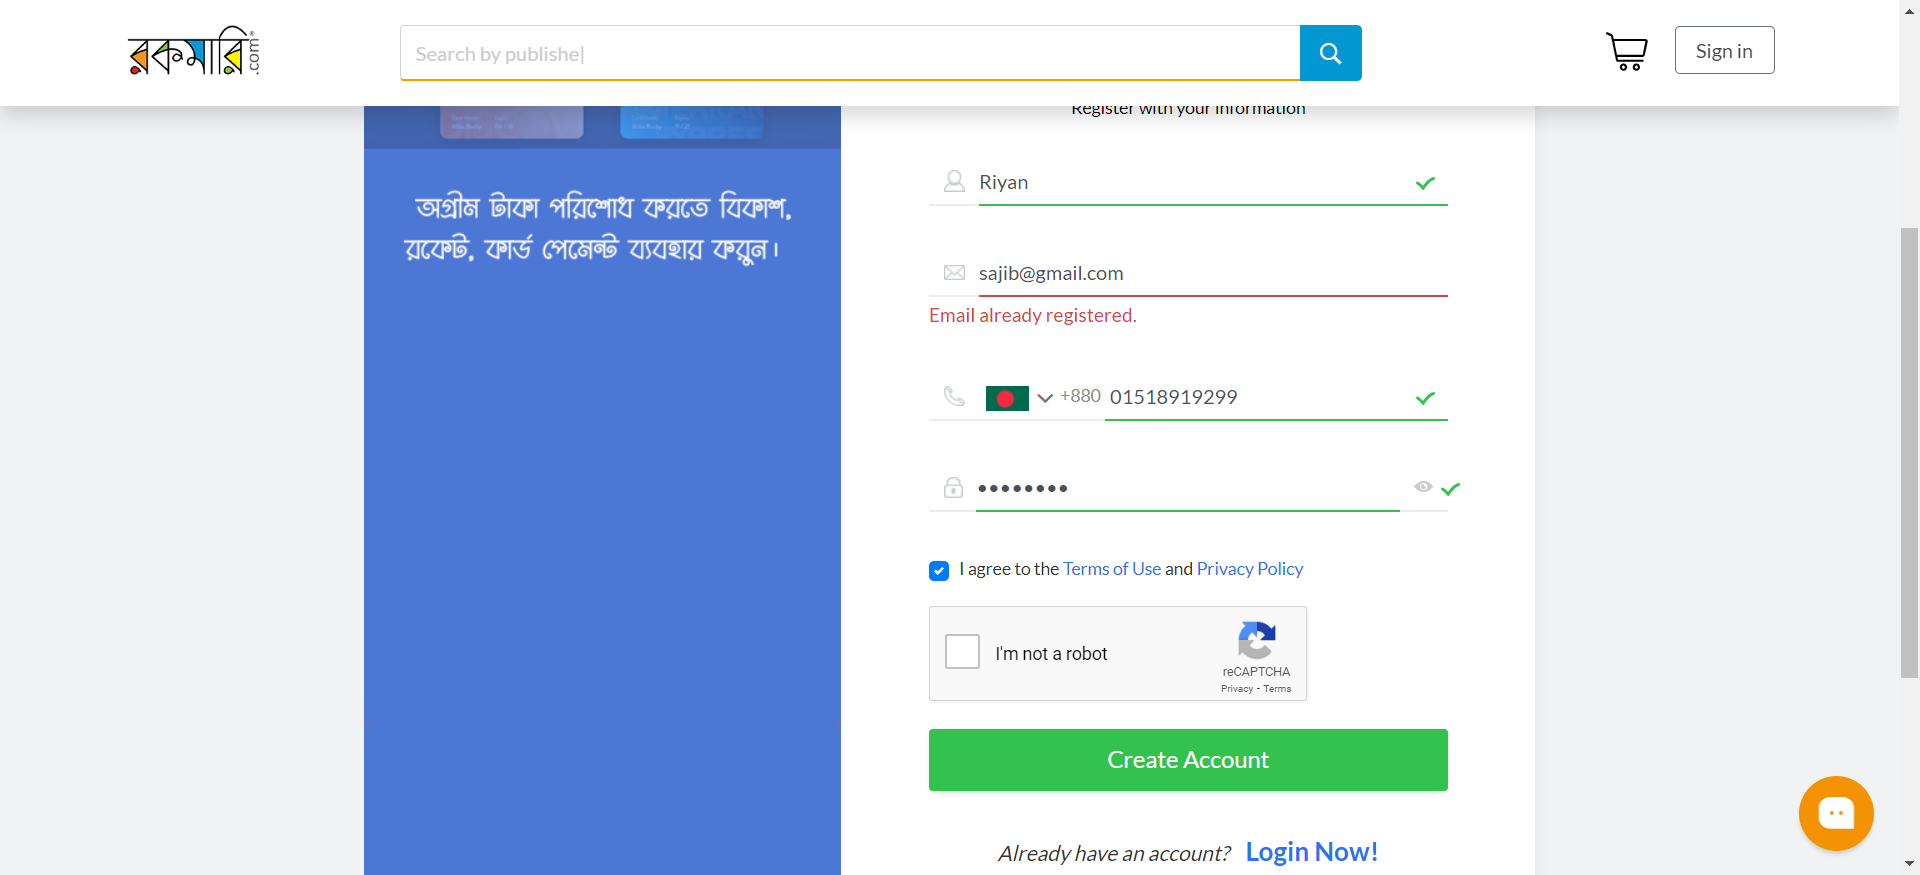 রকমারি.com
Search by publishe
Sign in
Register with your information
অগ্রীম টাকা পরিশোধ করতে বিকাশ,
রকেট, কার্ড পেমেন্ট ব্যবহার করুন।
Riyan
sajib@gmail.com
Email already registered.
+880 01518919299
I agree to the Terms of Use and Privacy Policy
I'm not a robot
reCAPTCHA
Privacy - Terms
Create Account
Already have an account? Login Now!